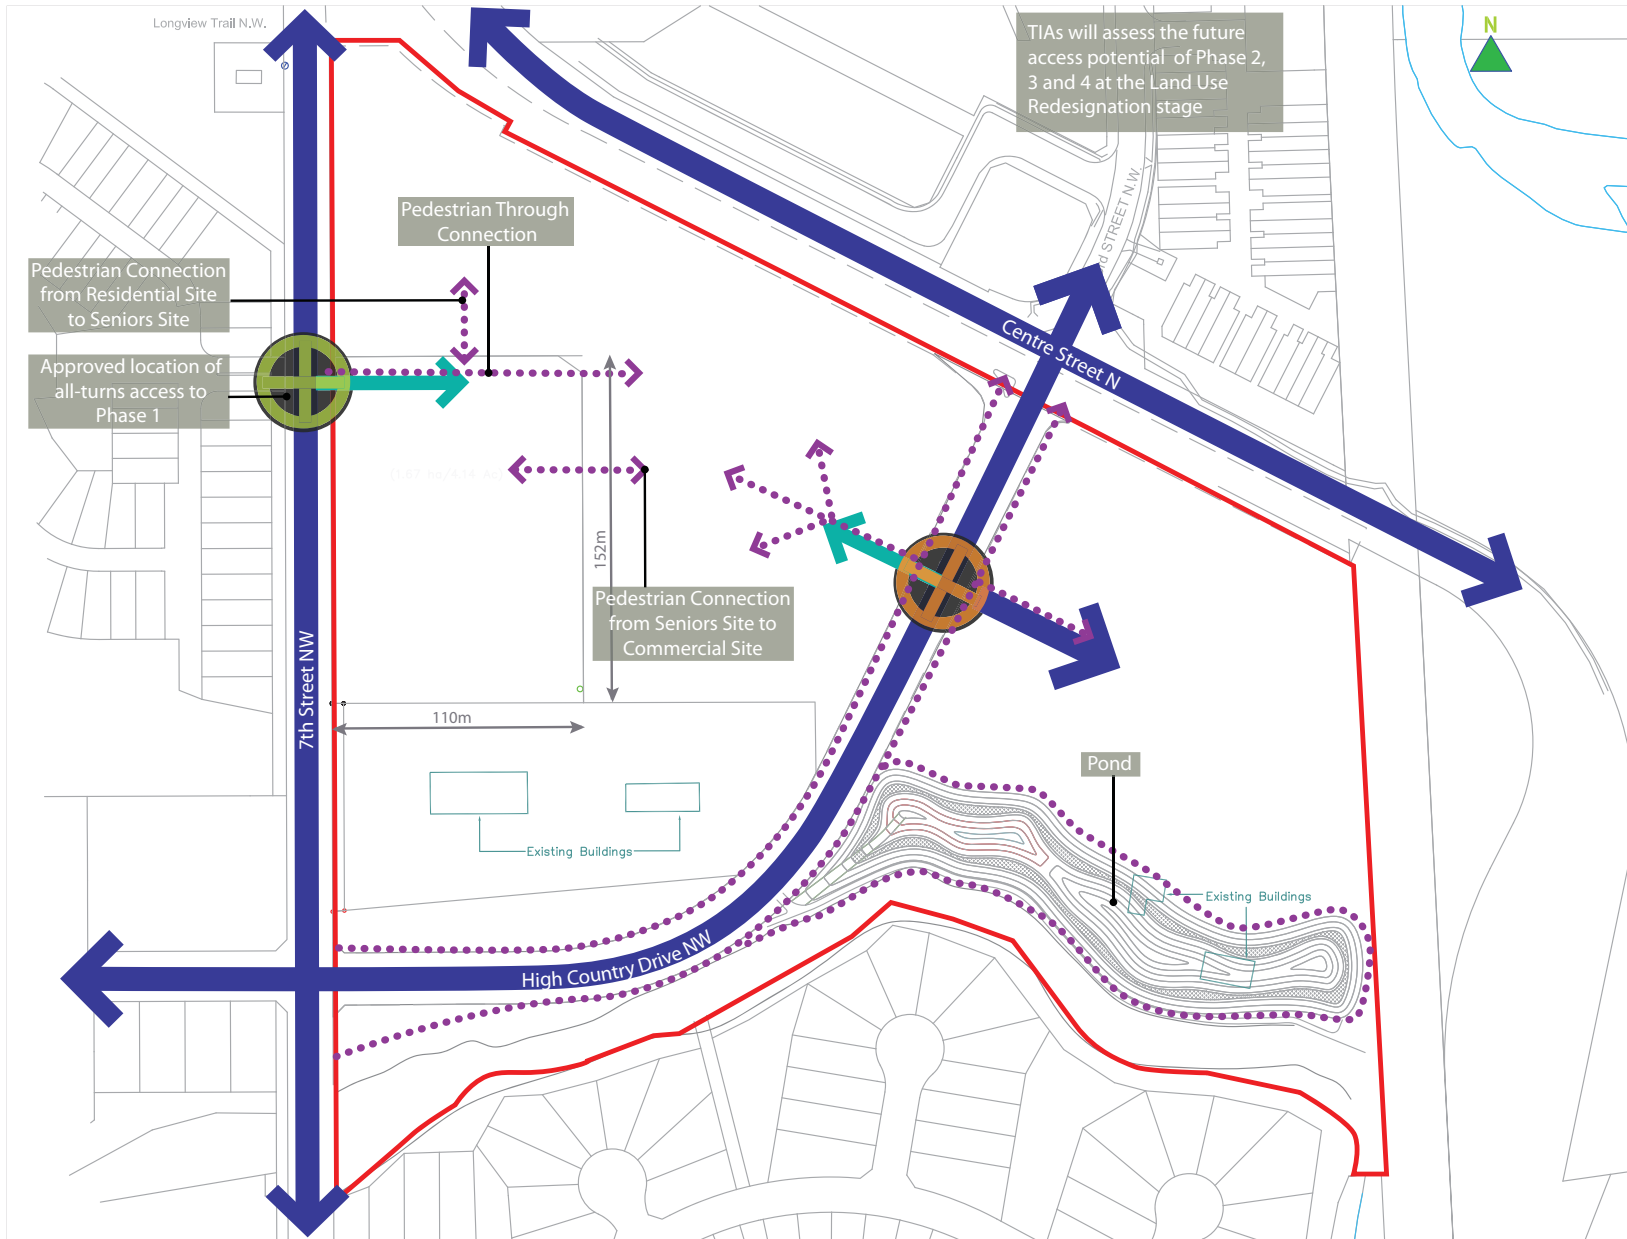 Longview Trail N.W.
TIAs will assess the future
access potential of Phase 2,
3 and 4 at the Land Use
Redesignation stage
N
Pedestrian Through
Connection
Pedestrian Connection
from Residential Site
to Seniors Site
Approved location of
all-turns access to
Phase 1
STREET N.W.
Centre Street N
152m
Pedestrian Connection
from Seniors Site to
Commercial Site
7th Street NW
110m
Existing Buildings
Pond
Existing Buildings
High Country Drive NW